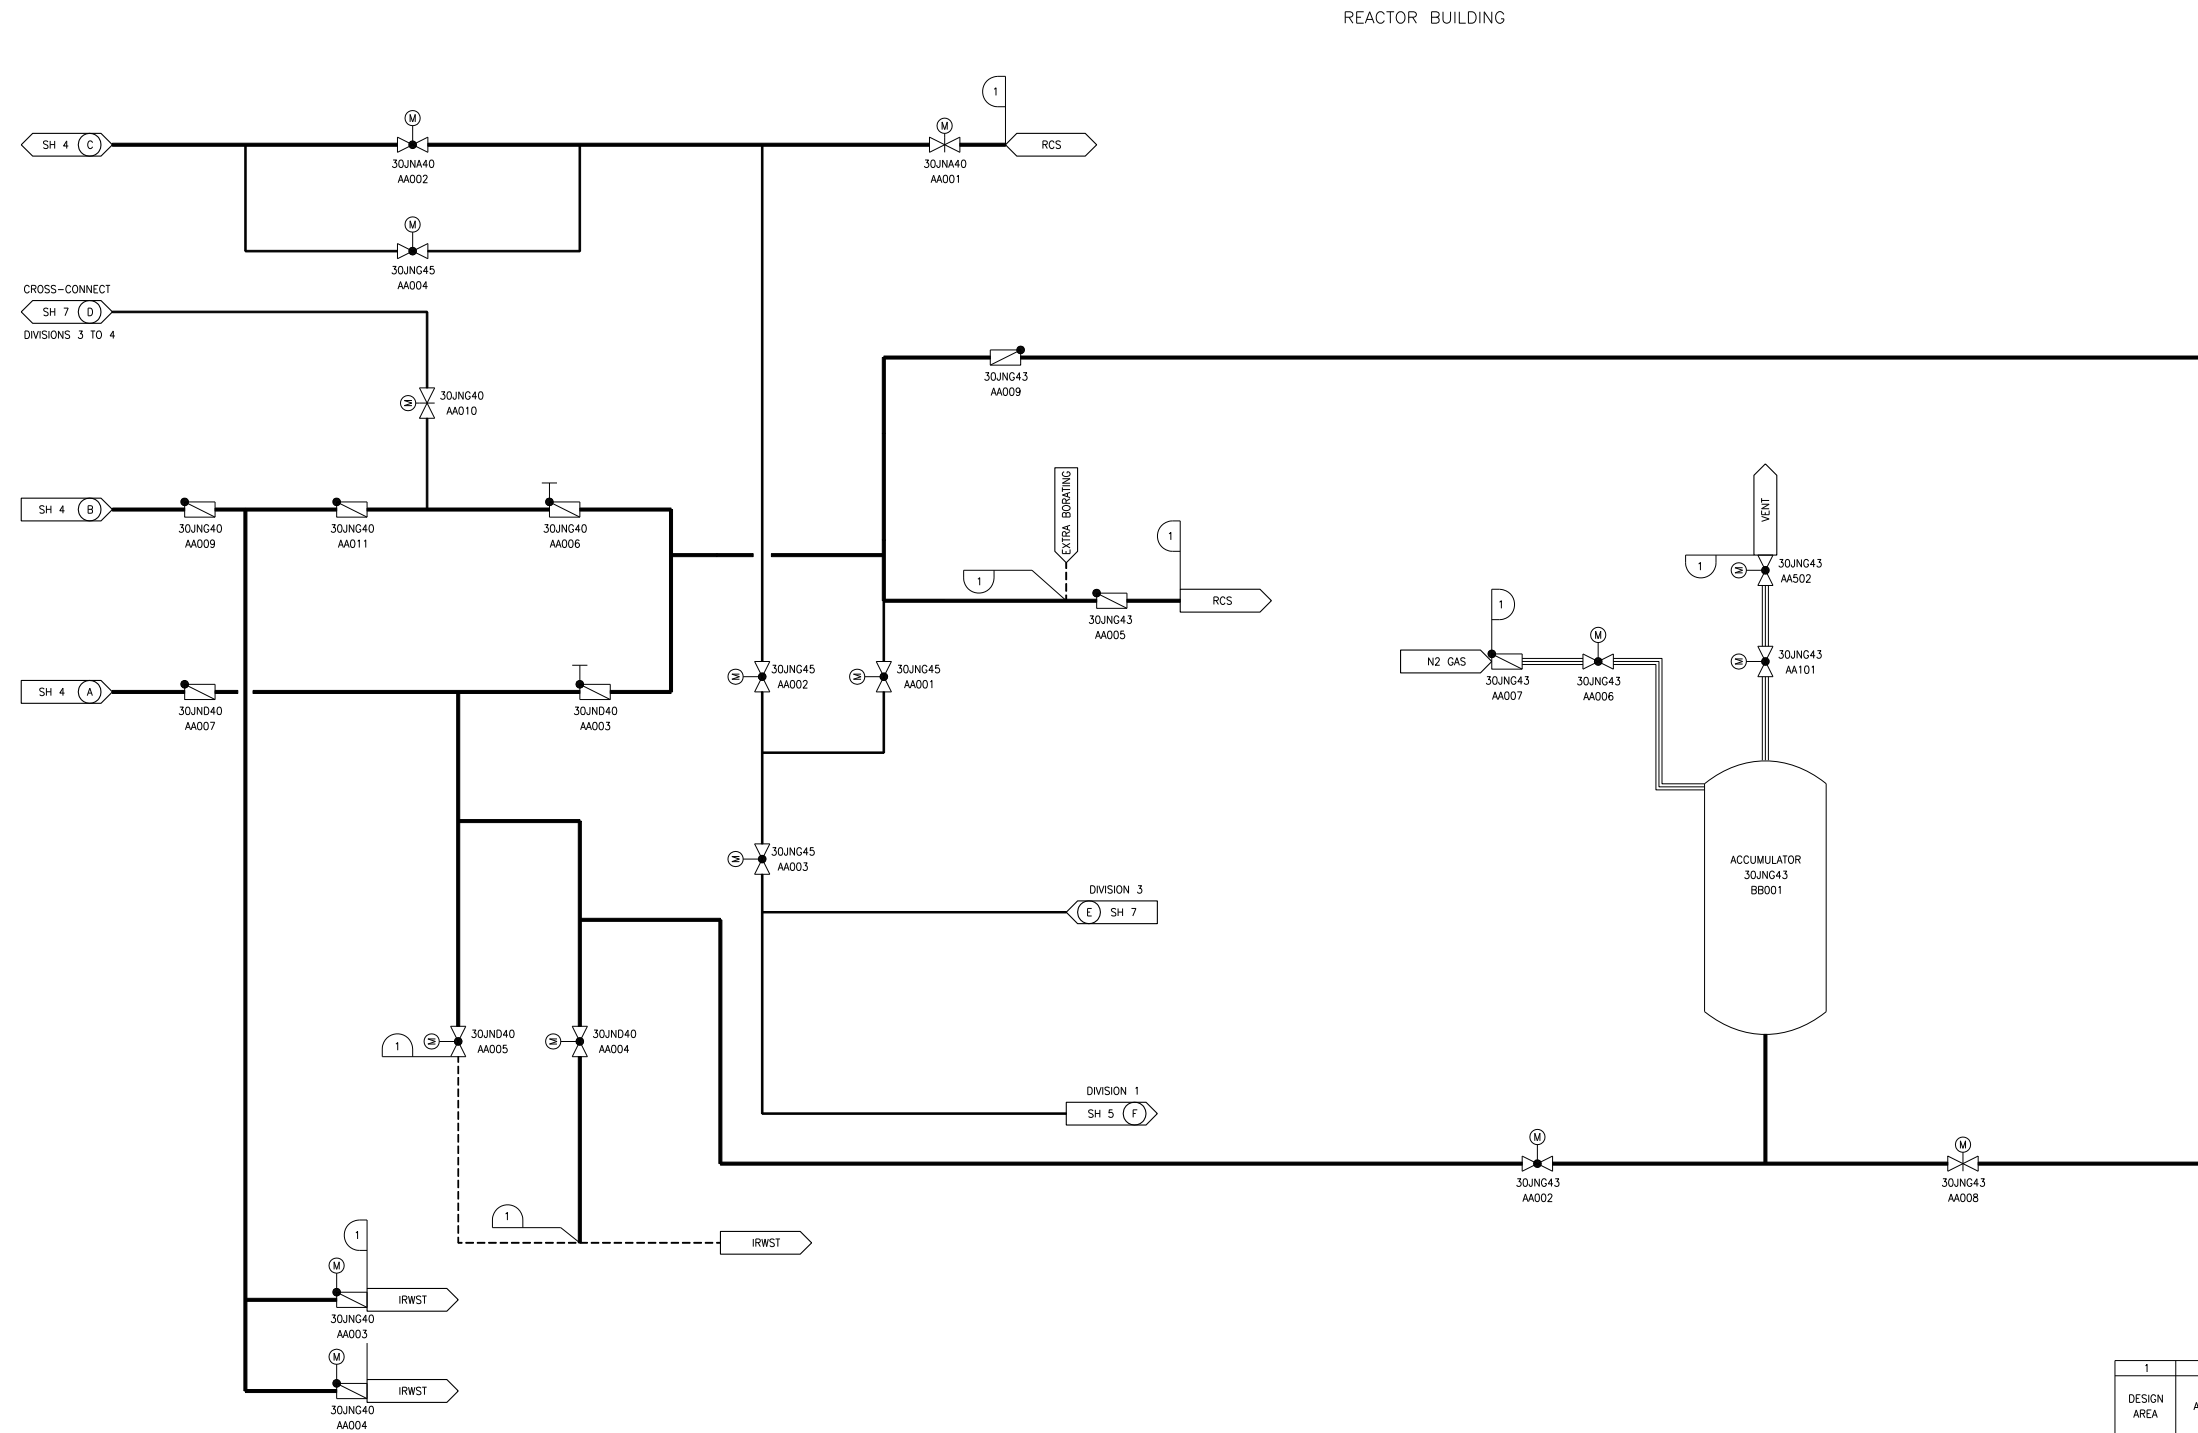 REACTOR BUILDING
1
M
M
SH 4 C
RCS
30JNA40
AA002
30JNA40
AA001
M
30JNG45
AA004
CROSS-CONNECT
SH 7 D
DIVISIONS 3 TO 4
30JNG43
AA009
M
30JNG40
AA010
EXTRA BORATING
VENT
SH 4 B
30JNG40
AA009
30JNG40
AA011
30JNG40
AA006
1
1
1
M
30JNG43
AA502
RCS
30JNG43
AA005
1
M
N2 GAS
30JNG43
AA007
30JNG43
AA006
M
30JNG43
AA101
M
30JNG45
AA002
M
30JNG45
AA001
SH 4 A
30JND40
AA007
30JND40
AA003
M
30JNG45
AA003
ACCUMULATOR
30JNG43
BB001
DIVISION 3
E SH 7
1
M
30JND40
AA005
M
30JND40
AA004
DIVISION 1
SH 5 F
M
30JNG43
AA002
M
30JNG43
AA008
1
IRWST
1
M
IRWST
30JNG40
AA003
M
IRWST
30JNG40
AA004
1
DESIGN
AREA